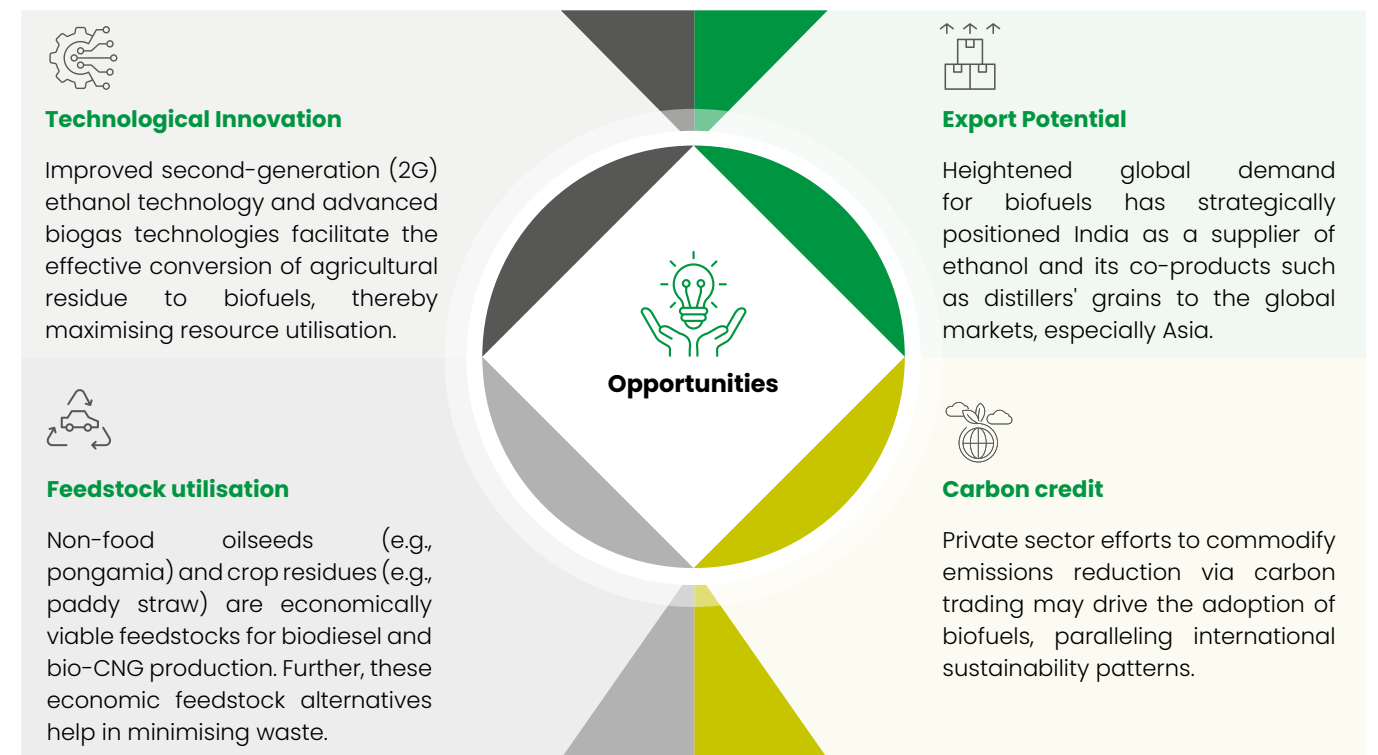 Technological Innovation
Improved second-generation (2G)
ethanol technology and advanced
biogas technologies facilitate the
effective conversion of agricultural
residue to biofuels, thereby
maximising resource utilisation.
Export Potential
Heightened global demand
for biofuels has strategically
positioned India as a supplier of
ethanol and its co-products such
as distillers' grains to the global
markets, especially Asia.
Opportunities
Feedstock utilisation
Non-food oilseeds (e.g.,
pongamia) and crop residues (e.g.,
paddy straw) are economically
viable feedstocks for biodiesel and
bio-CNG production. Further, these
economic feedstock alternatives
help in minimising waste.
Carbon credit
Private sector efforts to commodify
emissions reduction via carbon
trading may drive the adoption of
biofuels, paralleling international
sustainability patterns.